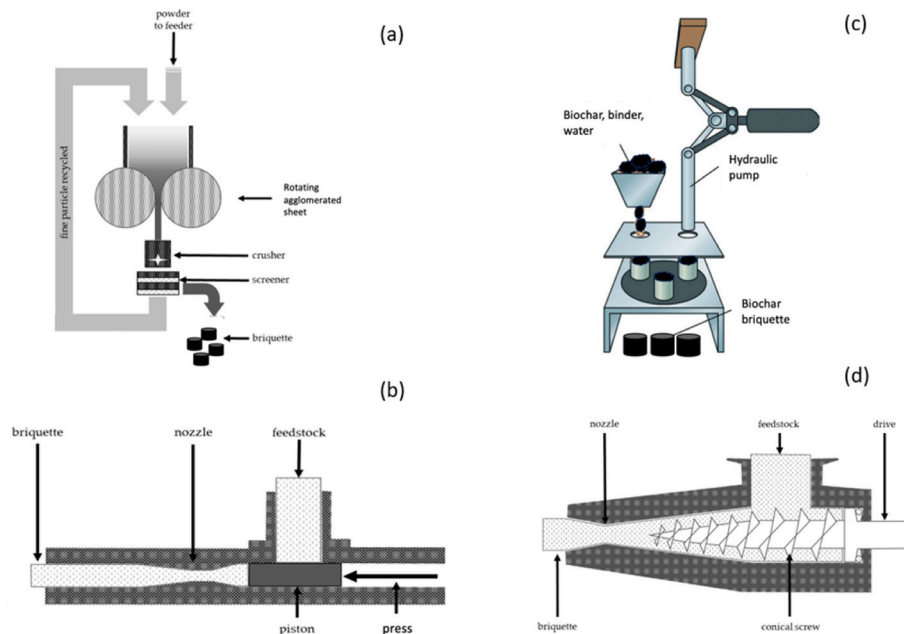 powder
to feeder
(a)
fine particle recycled
Rotating
agglomerated
sheet
crusher
screener
briquette
(c)
Biochar, binder,
water
Hydraulic
pump
Biochar
briquette
(b)
briquette
nozzle
feedstock
piston
press
(d)
nozzle
feedstock
drive
briquette
conical screw